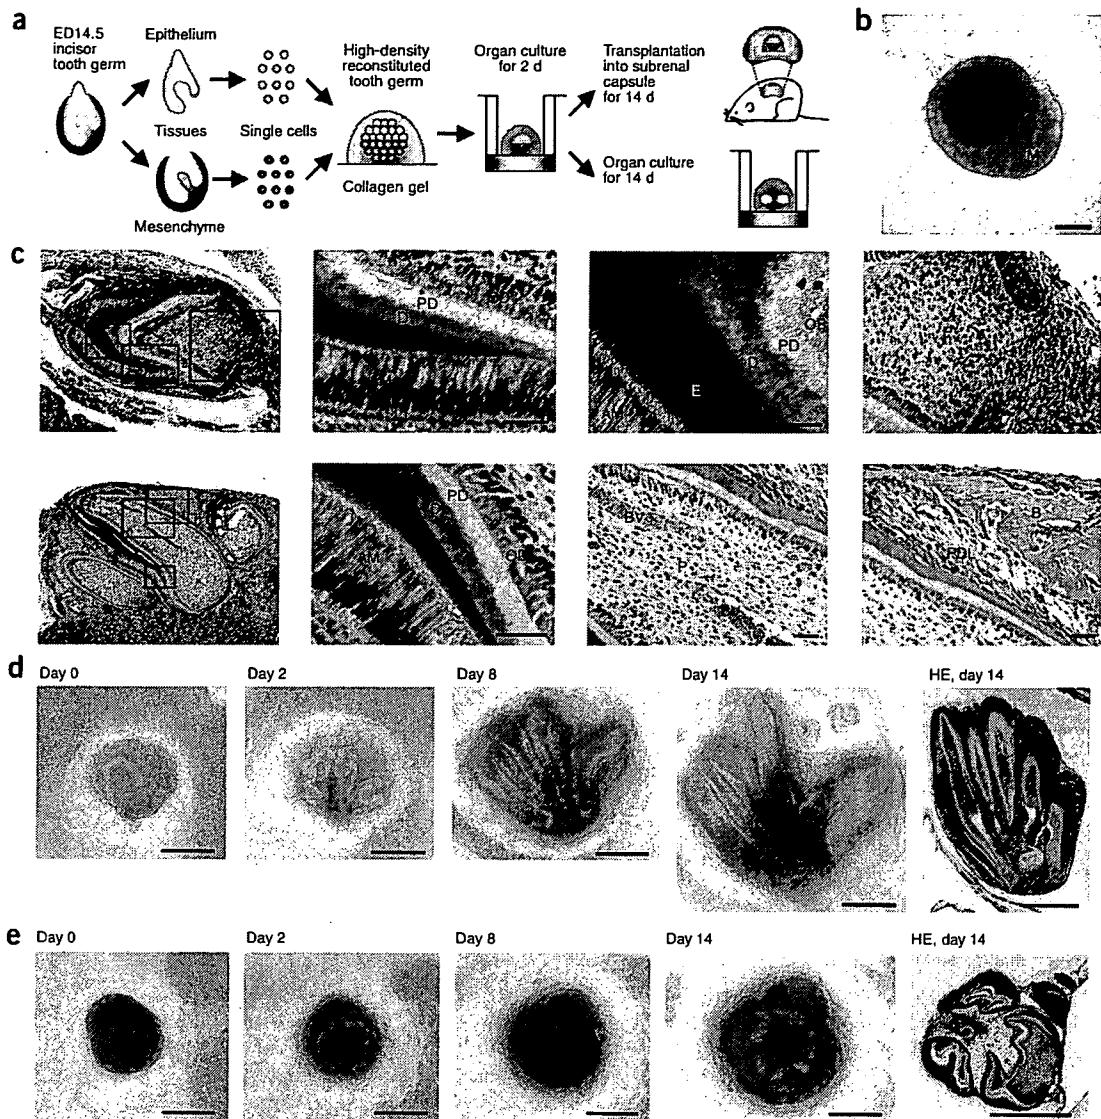 a
ED14.5
incisor
tooth germ
Epithelium
Tissues
Mesenchyme
Single cells
High-density
reconstituted
tooth germ
Collagen gel
Organ culture
for 2 d
Transplantation
into subrenal
capsule
for 14 d
Organ culture
for 14 d
b
M
c
PD
D
E
D
PD
OB
P
PD
AM
BV
P
B
PDL
d
Day 0
Day 2
Day 8
Day 14
HE, day 14
e
Day 0
Day 2
Day 8
Day 14
HE, day 14